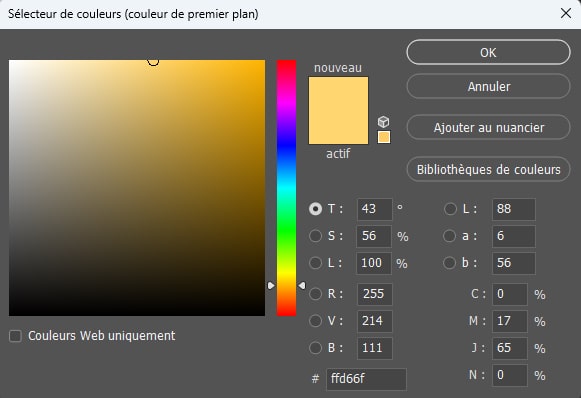 Sélecteur de couleurs (couleur de premier plan)
nouveau
actif
OK
Annuler
Ajouter au nuancier
Bibliothèques de couleurs
T : 43 °
S : 56 %
L : 100 %
R : 255
V : 214
B : 111
# ffd66f
L : 88
a : 6
b : 56
C : 0 %
M : 17 %
J : 65 %
N : 0 %
Couleurs Web uniquement